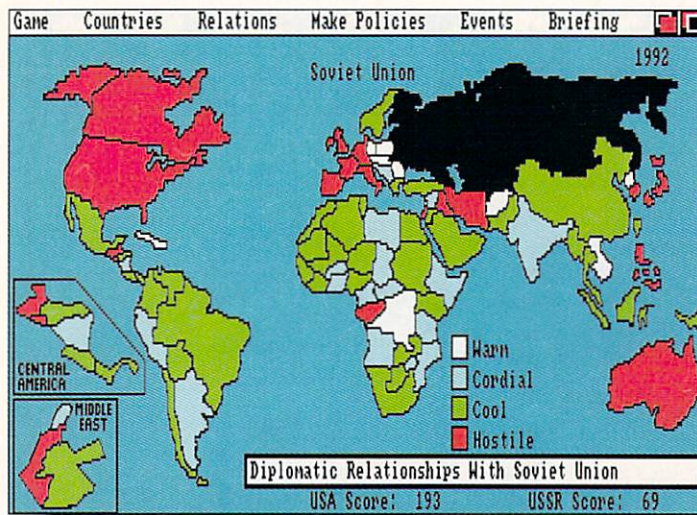 Game Countries Relations Make Policies Events Briefing
1992
Soviet Union
Warm
Cordial
Cool
Hostile
CENTRAL
AMERICA
MIDDLE
EAST
Diplomatic Relationships With Soviet Union
USA Score: 193 USSR Score: 69